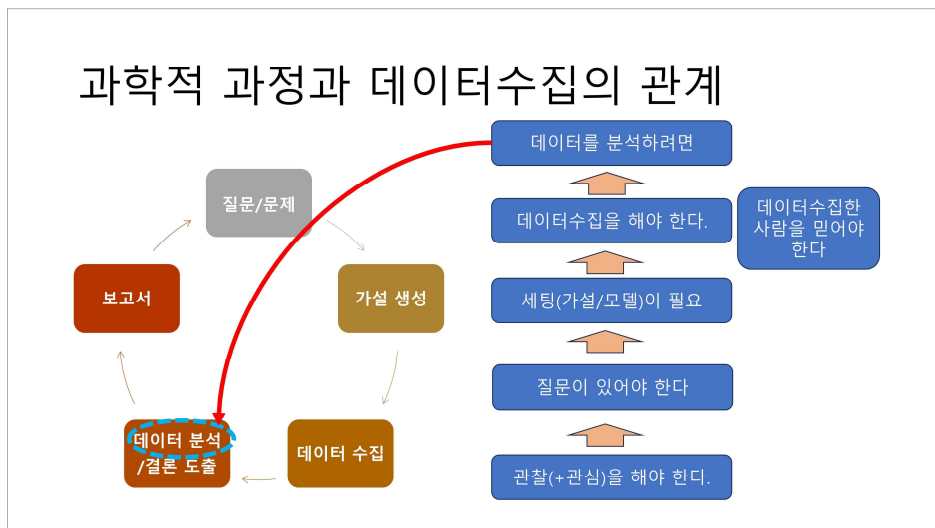 과학적 과정과 데이터수집의 관계
질문/문제
가설 생성
데이터 수집
데이터 분석
/결론 도출
보고서
데이터를 분석하려면
데이터수집을 해야 한다.
데이터수집한
사람을 믿어야
한다
세팅(가설/모델)이 필요
질문이 있어야 한다
관찰(+관심)을 해야 한디.